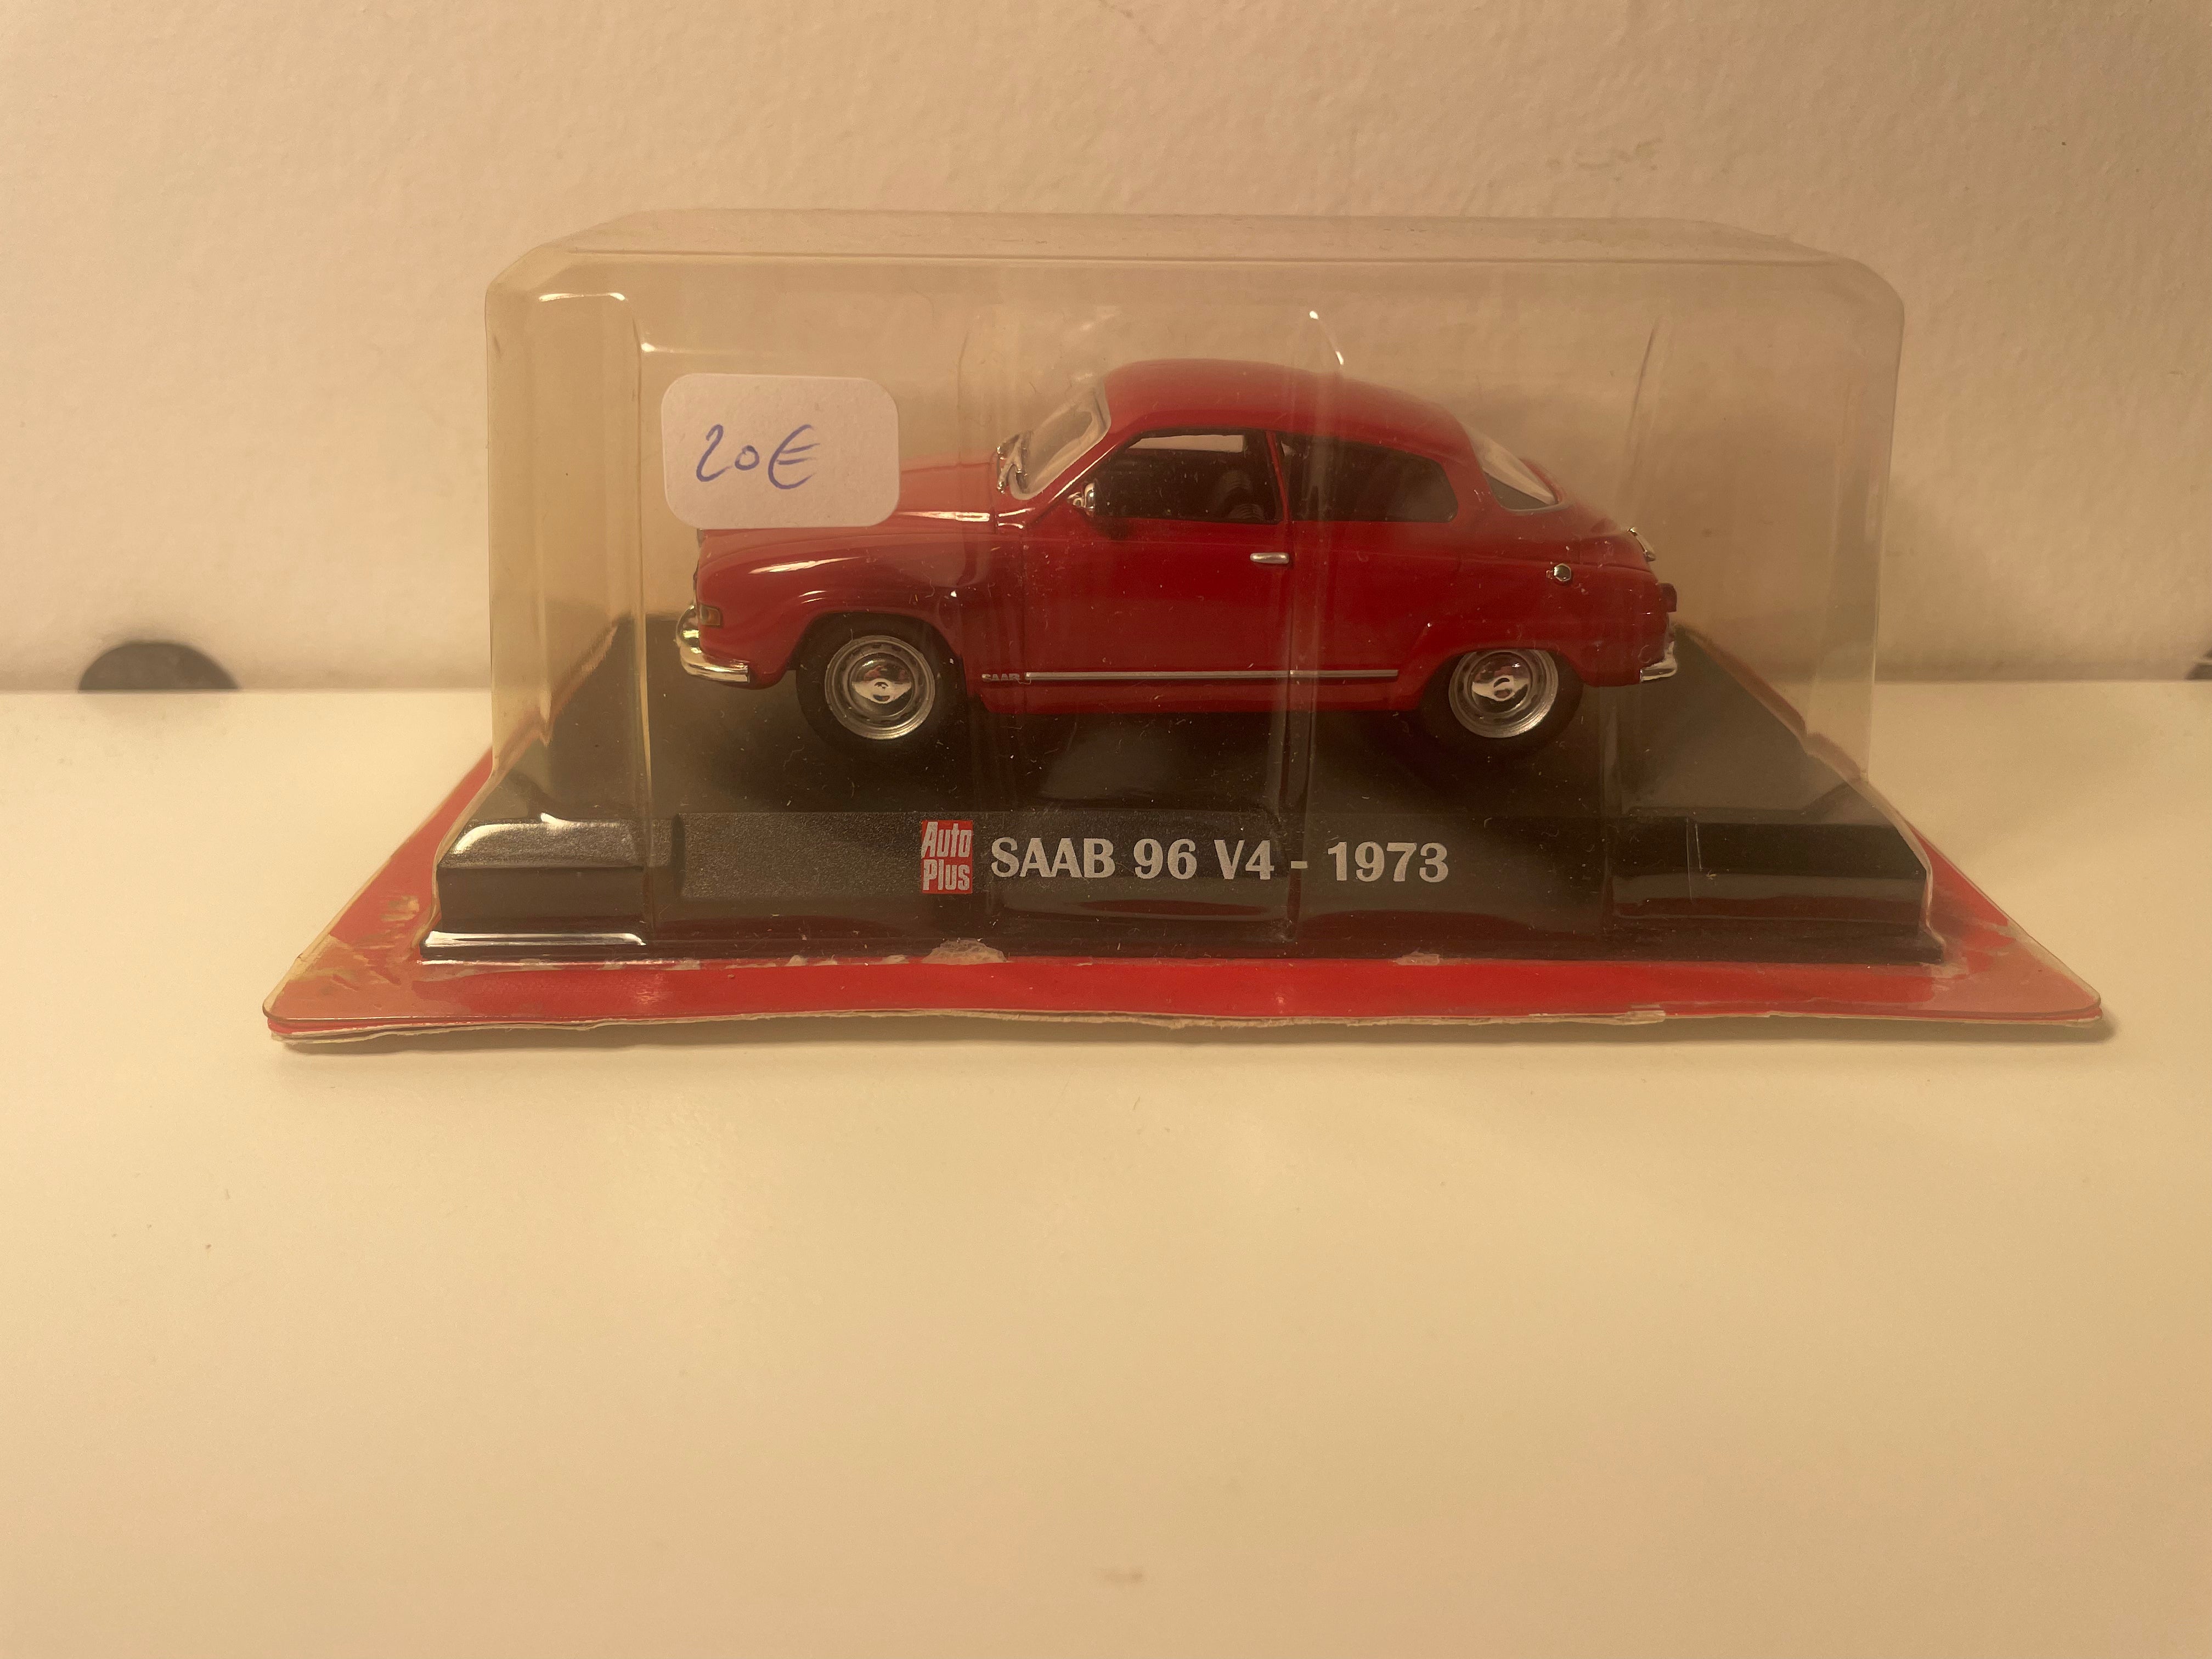 20€
SAAB
Auto
Plus
SAAB 96 V4 - 1973